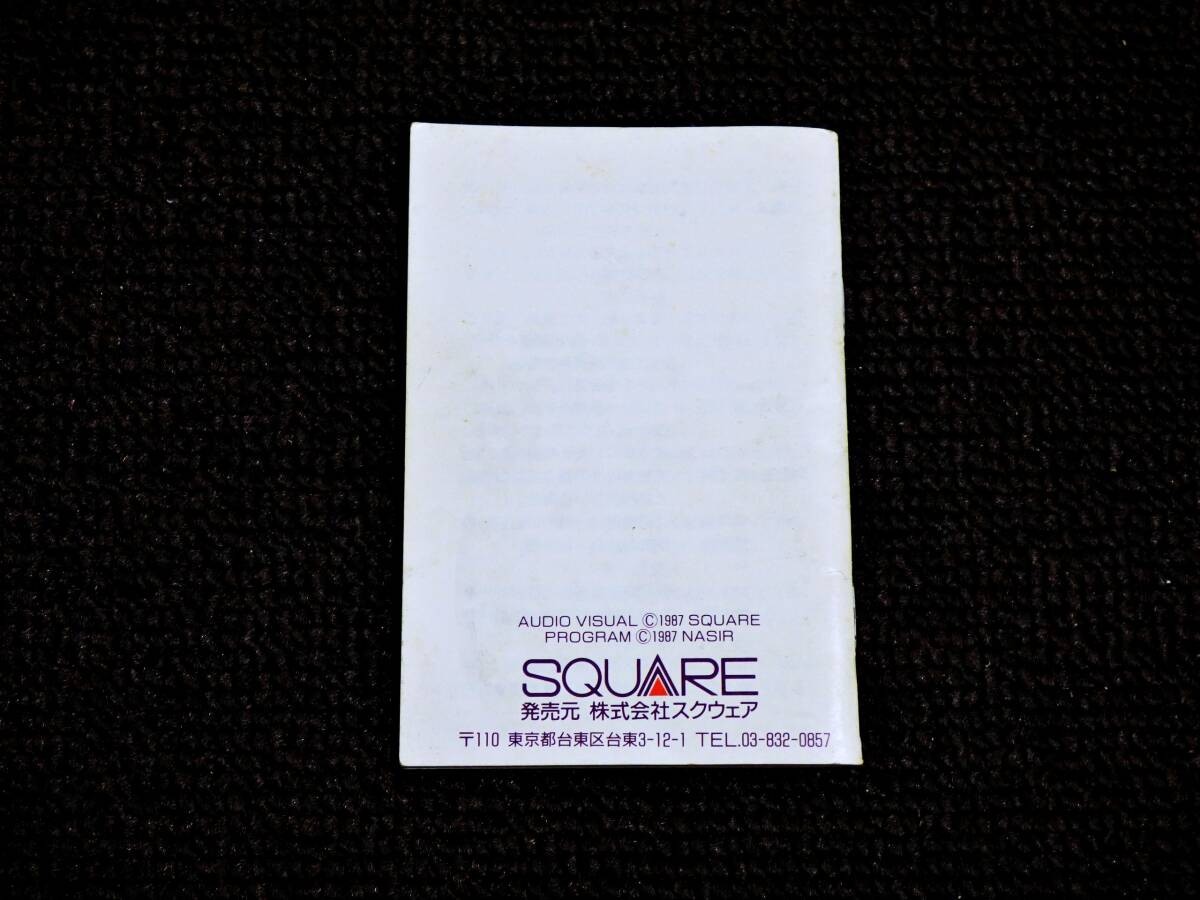 AUDIO VISUAL ©1987 SQUARE
PROGRAM ©1987 NASIR
SQUARE
発売元 株式会社スクウェア
〒110 東京都台東区台東3-12-1 TEL.03-832-0857